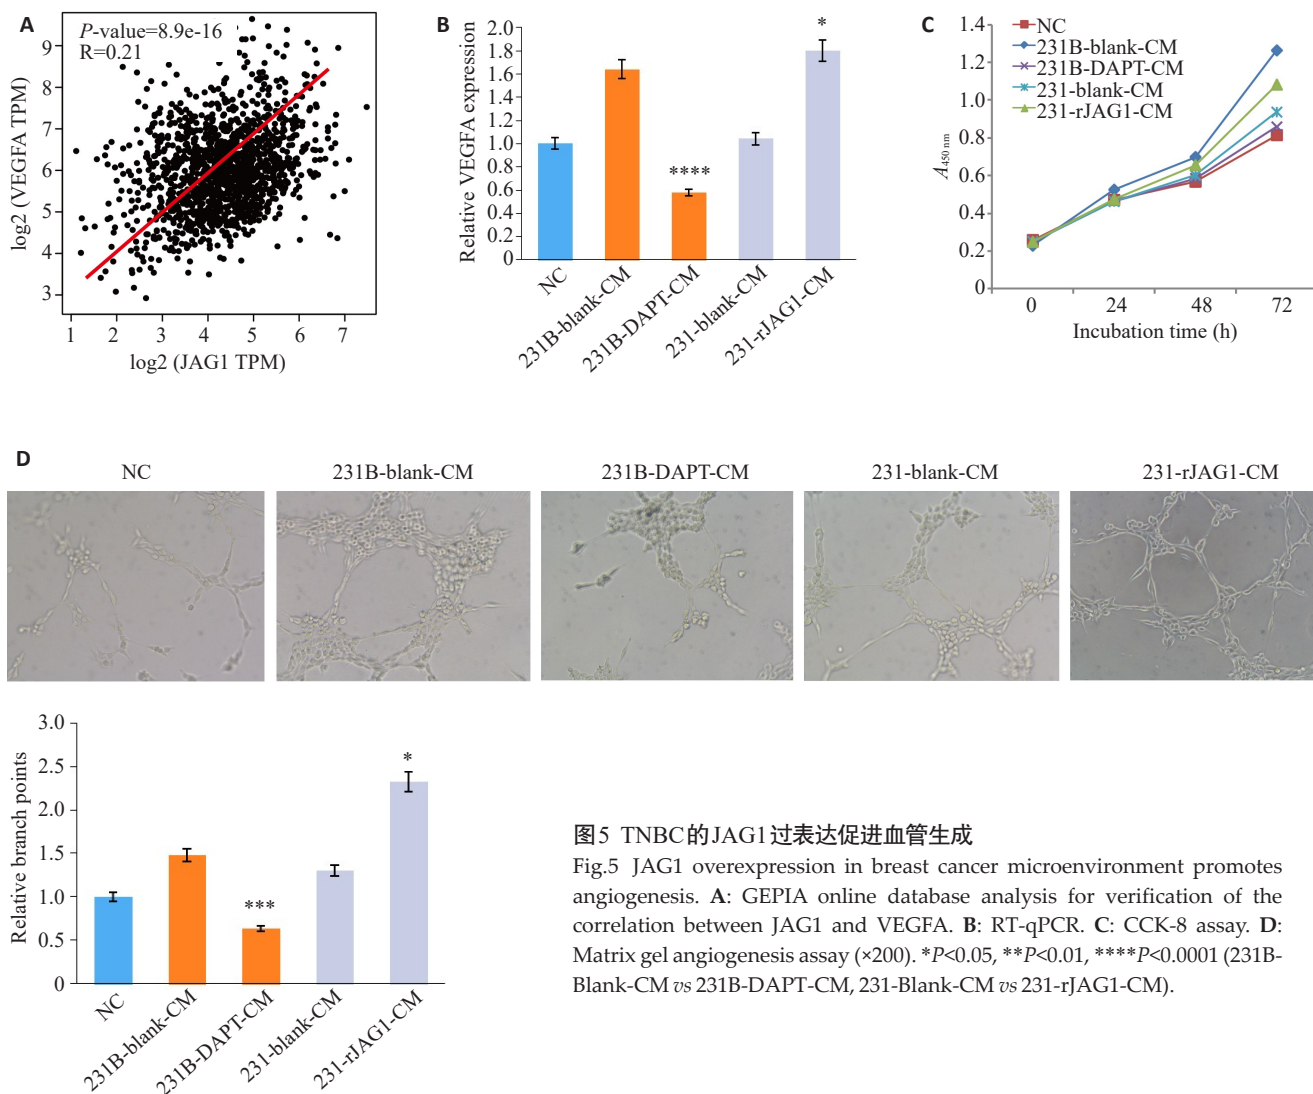 A
P-value=8.9e-16
R=0.21
9
8
7
6
5
4
3
log2 (VEGFA TPM)
1 2 3 4 5 6 7
log2 (JAG1 TPM)
B
*
****
2.0
1.8
1.6
1.4
1.2
1.0
0.8
0.6
0.4
0.2
0
Relative VEGFA expression
NC
231B-blank-CM
231B-DAPT-CM
231-blank-CM
231-rJAG1-CM
C
1.4
1.2
1.0
0.8
0.6
0.4
0.2
0
A450 nm
NC
231B-blank-CM
231B-DAPT-CM
231-blank-CM
231-rJAG1-CM
0 24 48 72
Incubation time (h)
D
NC 231B-blank-CM 231B-DAPT-CM 231-blank-CM 231-rJAG1-CM
3.0
2.5
2.0
1.5
1.0
0.5
0
Relative branch points
*
***
NC
231B-blank-CM
231B-DAPT-CM
231-blank-CM
231-rJAG1-CM
图5 TNBC的JAG1过表达促进血管生成
Fig.5 JAG1 overexpression in breast cancer microenvironment promotes
angiogenesis. A: GEPIA online database analysis for verification of the
correlation between JAG1 and VEGFA. B: RT-qPCR. C: CCK-8 assay. D:
Matrix gel angiogenesis assay (×200). *P<0.05, **P<0.01, ****P<0.0001 (231B-
Blank-CM vs 231B-DAPT-CM, 231-Blank-CM vs 231-rJAG1-CM).